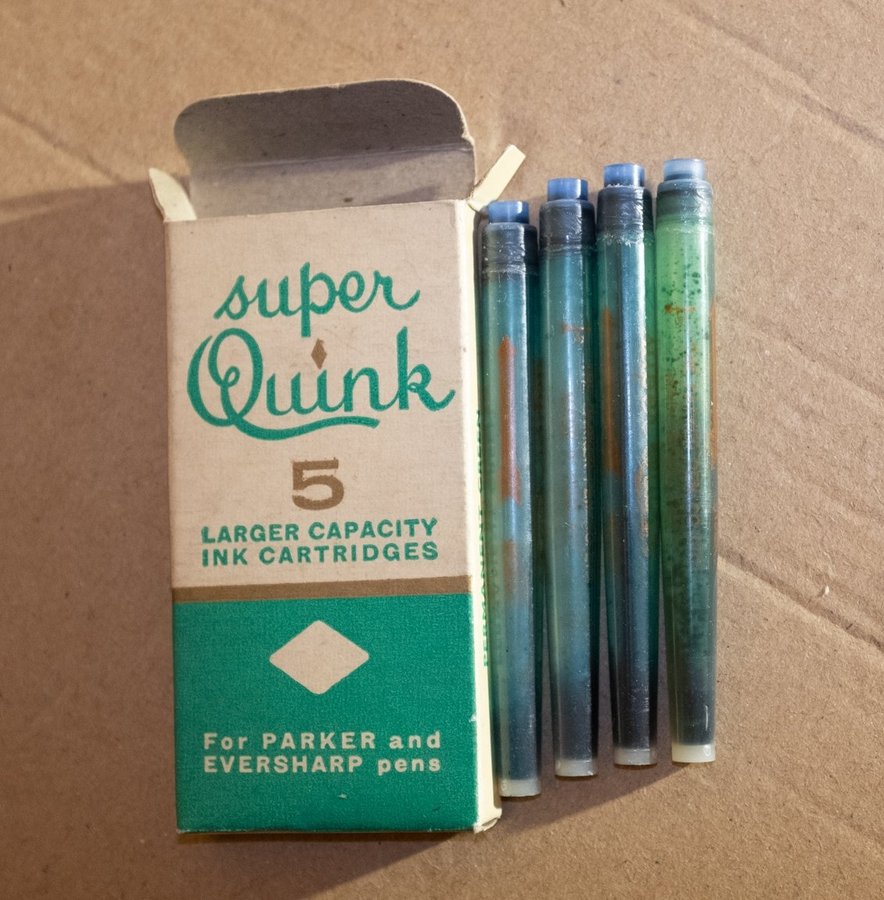 super
Quink
5
LARGER CAPACITY
INK CARTRIDGES
For PARKER and
EVERSHARP pens